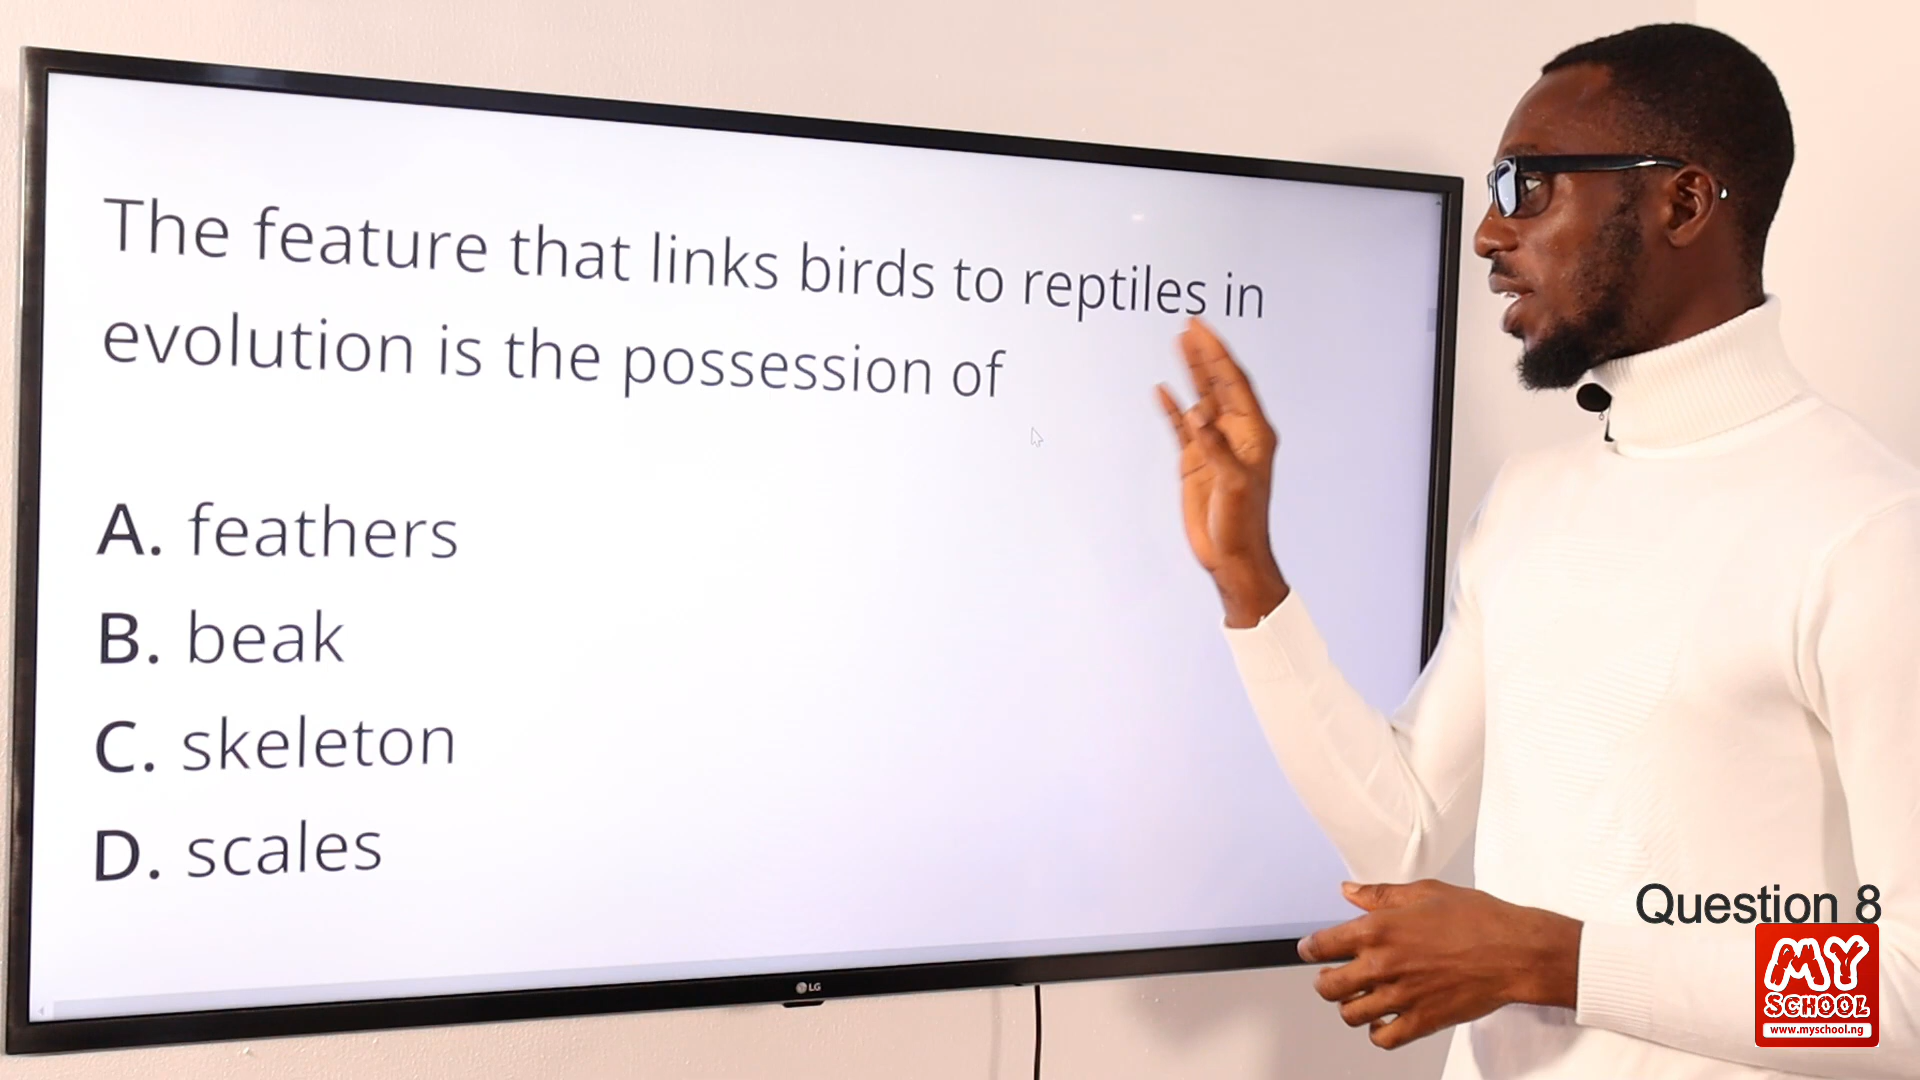 The feature that links birds to reptiles in
evolution is the possession of
A. feathers
B. beak
C. skeleton
D. scales
LG
Question 8
MY
SCHOOL
www.myschool.ng